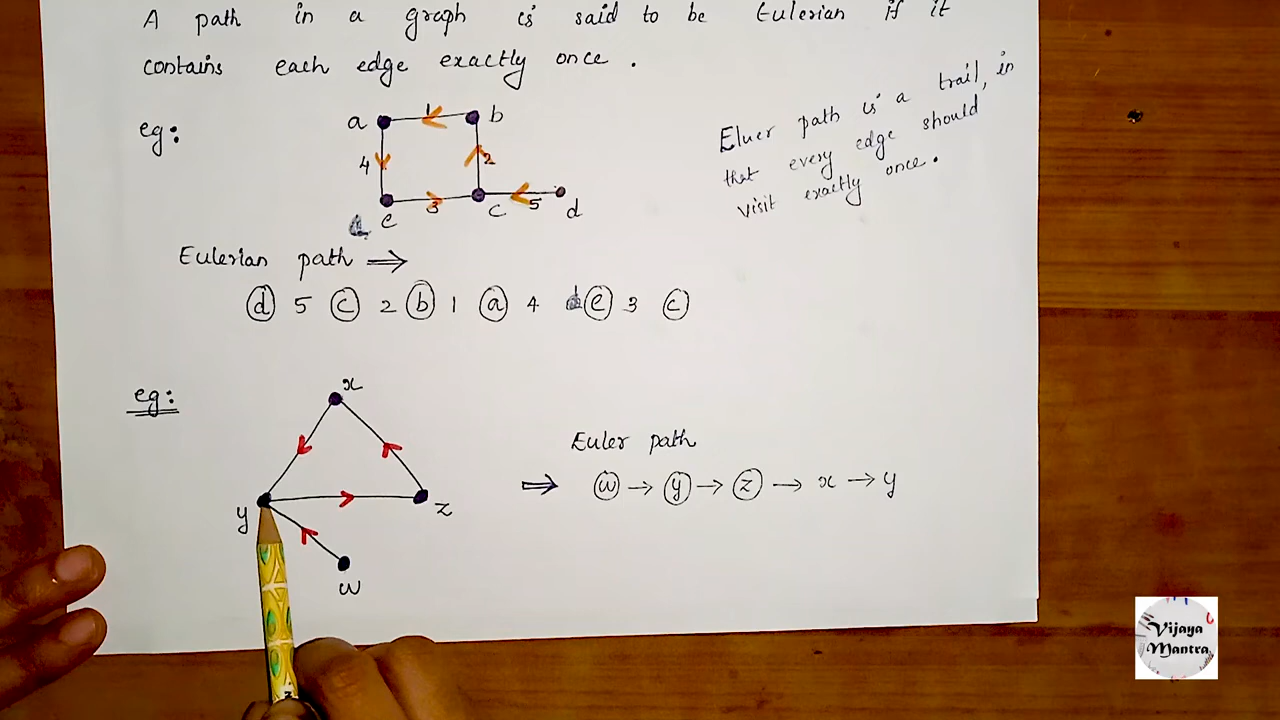 A path in a graph is said to be Eulerian if it
contains each edge exactly once .
eg:
a 1 b
4 2
e 3 c 5 d
Eluer path is a trail, in
that every edge should
visit exactly once .
Eulerian path ⇒
d 5 c 2 b 1 a 4 e 3 c
eg:
x
y z
w
Euler path
⇒ w → y → z → x → y
Vijaya
Mantra